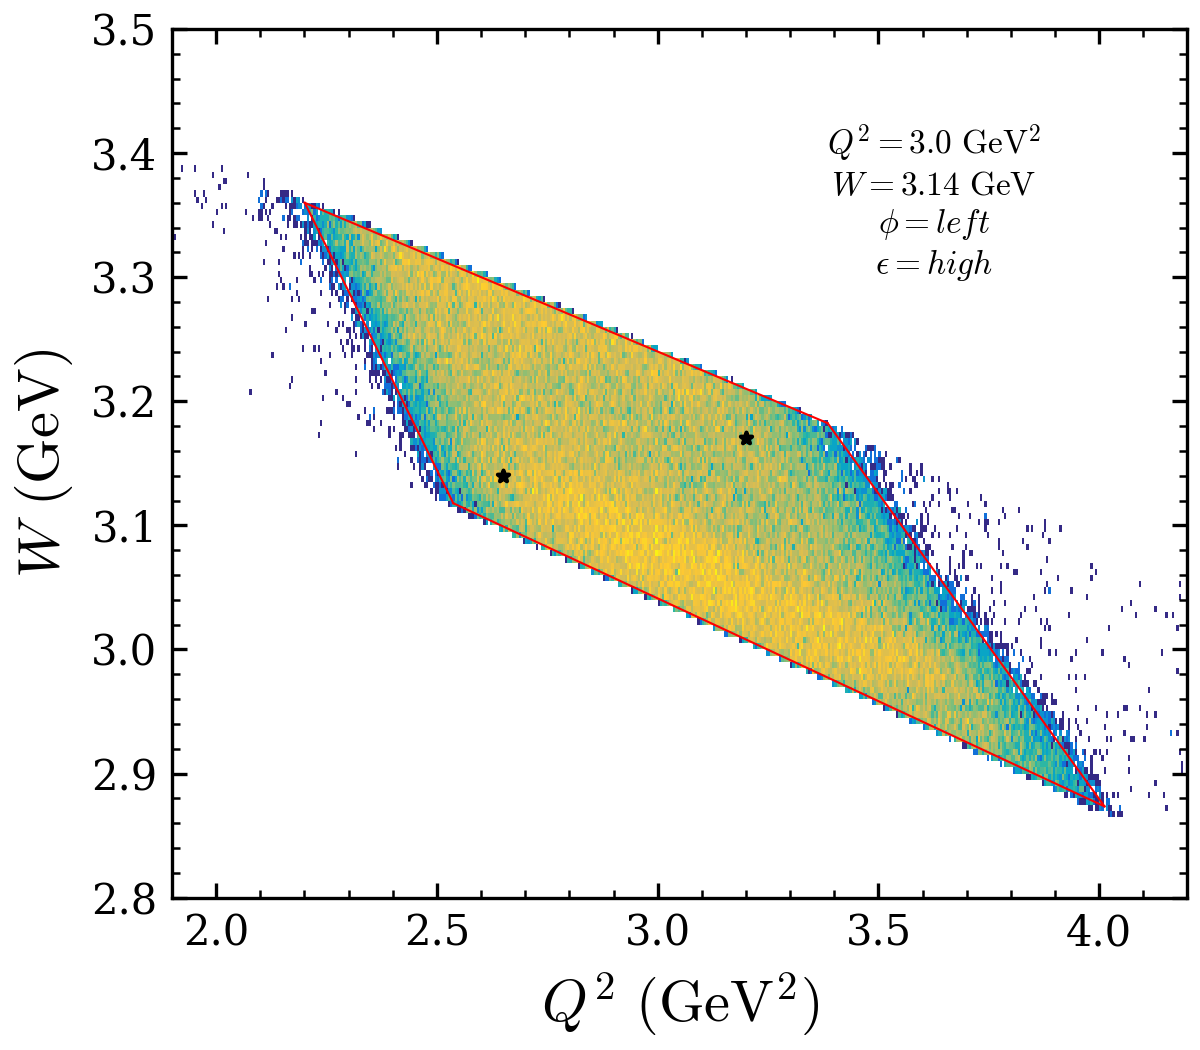 3.5
3.4
3.3
3.2
3.1
3.0
2.9
2.8
W (GeV)
Q² = 3.0 GeV²
W = 3.14 GeV
ϕ = left
ϵ = high
2.0 2.5 3.0 3.5 4.0
Q² (GeV²)